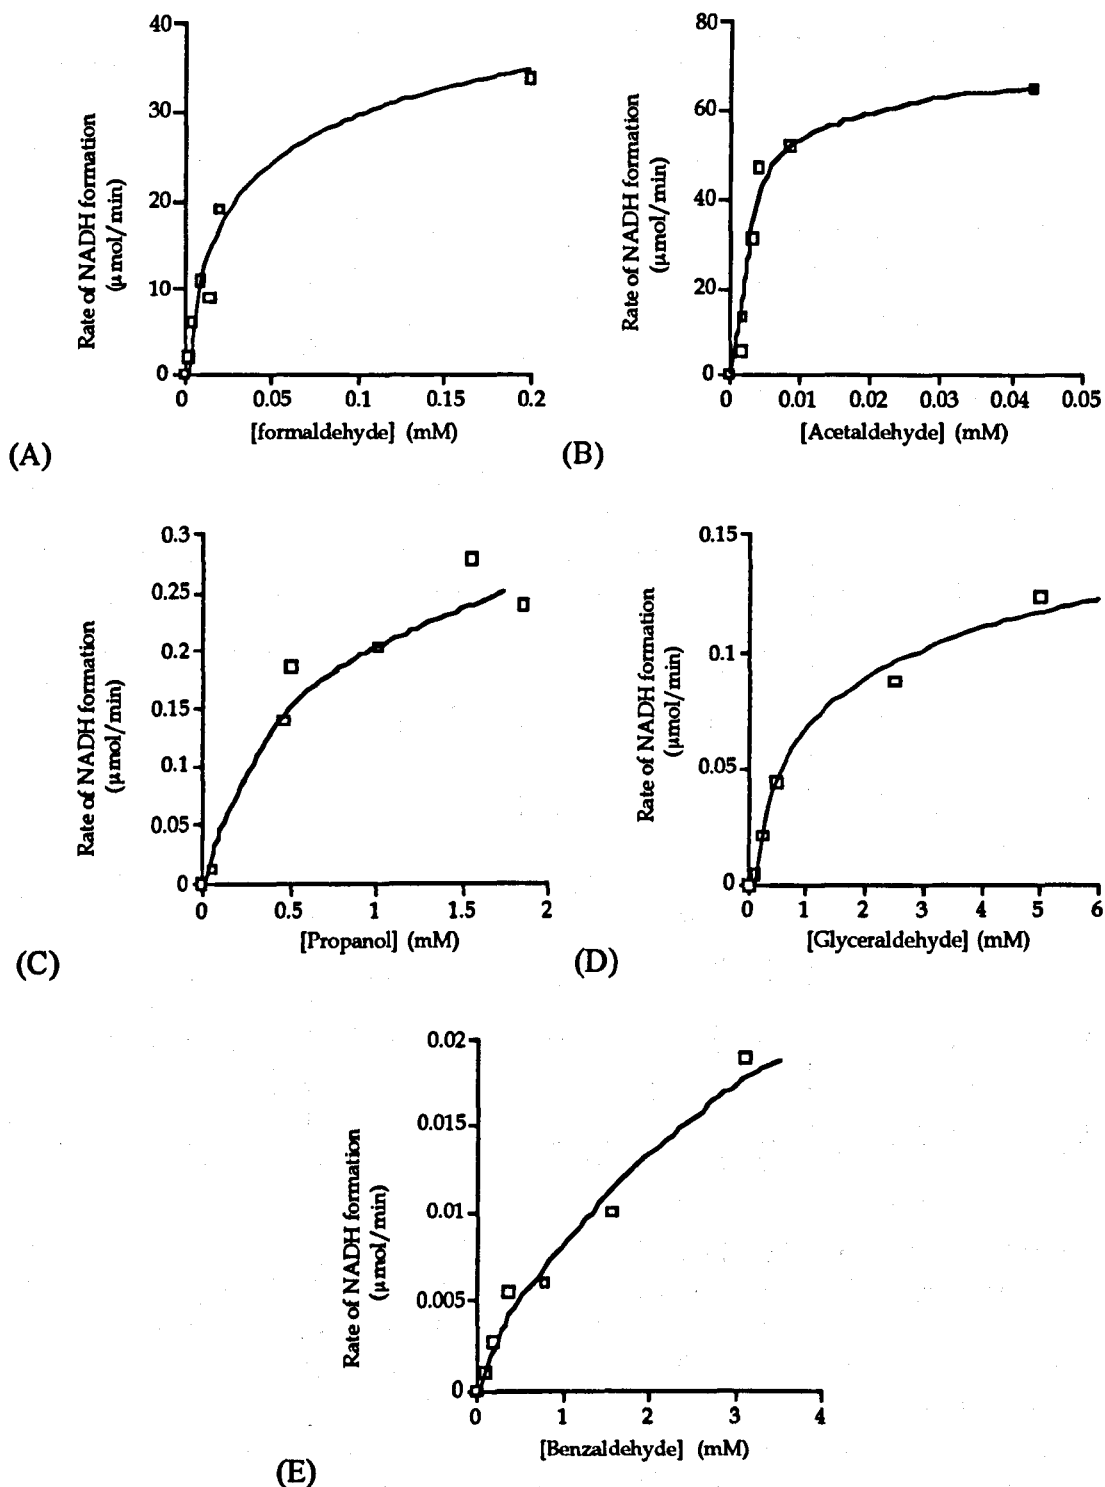 40
30
20
10
0
Rate of NADH formation
(μmol/min)
0 0.05 0.1 0.15 0.2
[formaldehyde] (mM)
(A)
80
60
40
20
0
Rate of NADH formation
(μmol/min)
0 0.01 0.02 0.03 0.04 0.05
[Acetaldehyde] (mM)
(B)
0.3
0.25
0.2
0.15
0.1
0.05
0
Rate of NADH formation
(μmol/min)
0 0.5 1 1.5 2
[Propanol] (mM)
(C)
0.15
0.1
0.05
0
Rate of NADH formation
(μmol/min)
0 1 2 3 4 5 6
[Glyceraldehyde] (mM)
(D)
0.02
0.015
0.01
0.005
0
Rate of NADH formation
(μmol/min)
0 1 2 3 4
[Benzaldehyde] (mM)
(E)